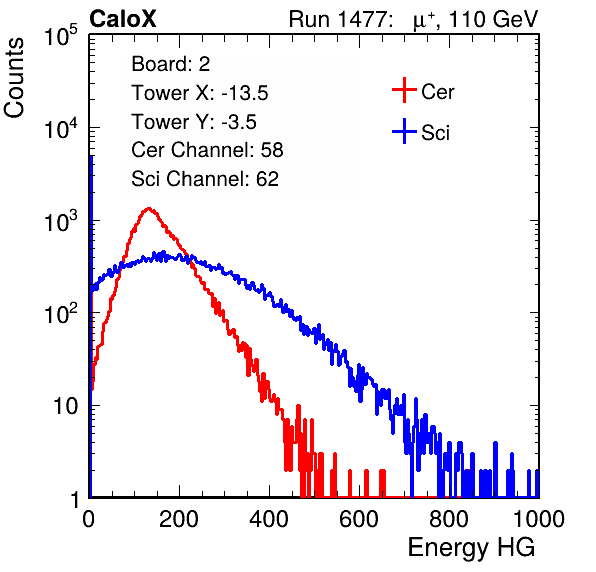 CaloX Run 1477: μ⁺, 110 GeV
Counts
10⁵
10⁴
10³
10²
10
1
Board: 2
Tower X: -13.5
Tower Y: -3.5
Cer Channel: 58
Sci Channel: 62
Cer
Sci
0 200 400 600 800 1000
Energy HG